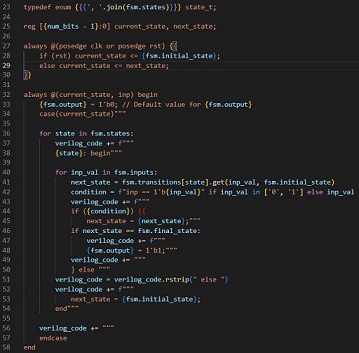 23 typedef enum {{{', '.join(fsm.states)}}} state_t;
24
25 reg [{num_bits - 1}:0] current_state, next_state;
26
27 always @(posedge clk or posedge rst) {{
28 if (rst) current_state <= {fsm.initial_state};
29 else current_state <= next_state;
30 }}
31
32 always @(current_state, inp) begin
33 {fsm.output} = 1'b0; // Default value for {fsm.output}
34 case(current_state)"""
35
36 for state in fsm.states:
37 verilog_code += f"""
38 {state}: begin"""
39
40 for inp_val in fsm.inputs:
41 next_state = fsm.transitions[state].get(inp_val, fsm.initial_state)
42 condition = f"inp == 1'b{inp_val}" if inp_val in ['0', '1'] else inp_val
43 verilog_code += f"""
44 if ({condition}) {{
45 next_state = {next_state};"""
46 if next_state == fsm.final_state:
47 verilog_code += f"""
48 {fsm.output} = 1'b1;"""
49 verilog_code += """
50 } else """
51 verilog_code = verilog_code.rstrip(" else ")
52 verilog_code += f"""
53 next_state = {fsm.initial_state};
54 end"""
55
56 verilog_code += """
57 endcase
58 end